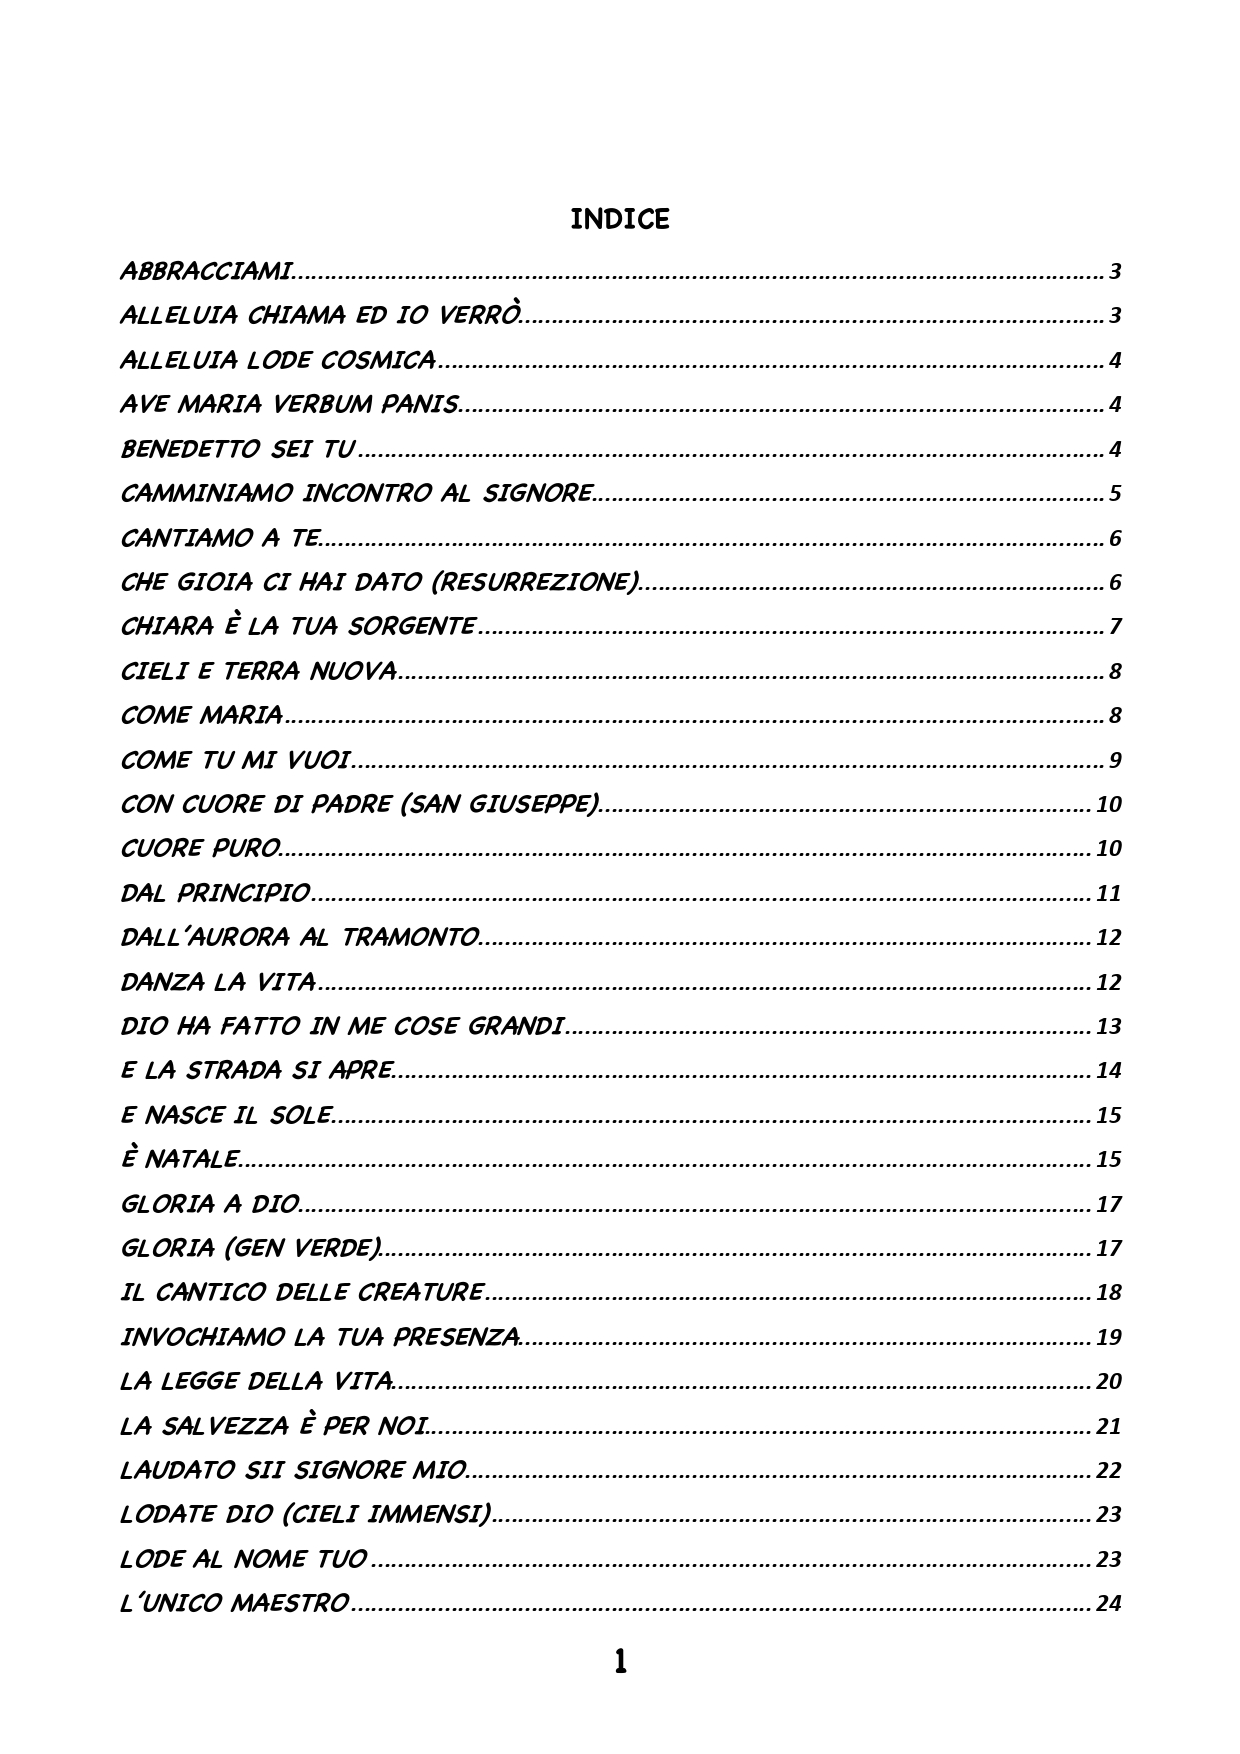 INDICE
ABBRACCIAMI........................................ 3
ALLELUIA CHIAMA ED IO VERRÒ........................................ 3
ALLELUIA LODE COSMICA........................................ 4
AVE MARIA VERBUM PANIS........................................ 4
BENEDETTO SEI TU........................................ 4
CAMMINIAMO INCONTRO AL SIGNORE........................................ 5
CANTIAMO A TE........................................ 6
CHE GIOIA CI HAI DATO (RESURREZIONE)........................................ 6
CHIARA È LA TUA SORGENTE........................................ 7
CIELI E TERRA NUOVA........................................ 8
COME MARIA........................................ 8
COME TU MI VUOI........................................ 9
CON CUORE DI PADRE (SAN GIUSEPPE)........................................ 10
CUORE PURO........................................ 10
DAL PRINCIPIO........................................ 11
DALL'AURORA AL TRAMONTO........................................ 12
DANZA LA VITA........................................ 12
DIO HA FATTO IN ME COSE GRANDI........................................ 13
E LA STRADA SI APRE........................................ 14
E NASCE IL SOLE........................................ 15
È NATALE........................................ 15
GLORIA A DIO........................................ 17
GLORIA (GEN VERDE)........................................ 17
IL CANTICO DELLE CREATURE........................................ 18
INVOCHIAMO LA TUA PRESENZA........................................ 19
LA LEGGE DELLA VITA........................................ 20
LA SALVEZZA È PER NOI........................................ 21
LAUDATO SII SIGNORE MIO........................................ 22
LODATE DIO (CIELI IMMENSI)........................................ 23
LODE AL NOME TUO........................................ 23
L'UNICO MAESTRO........................................ 24
1